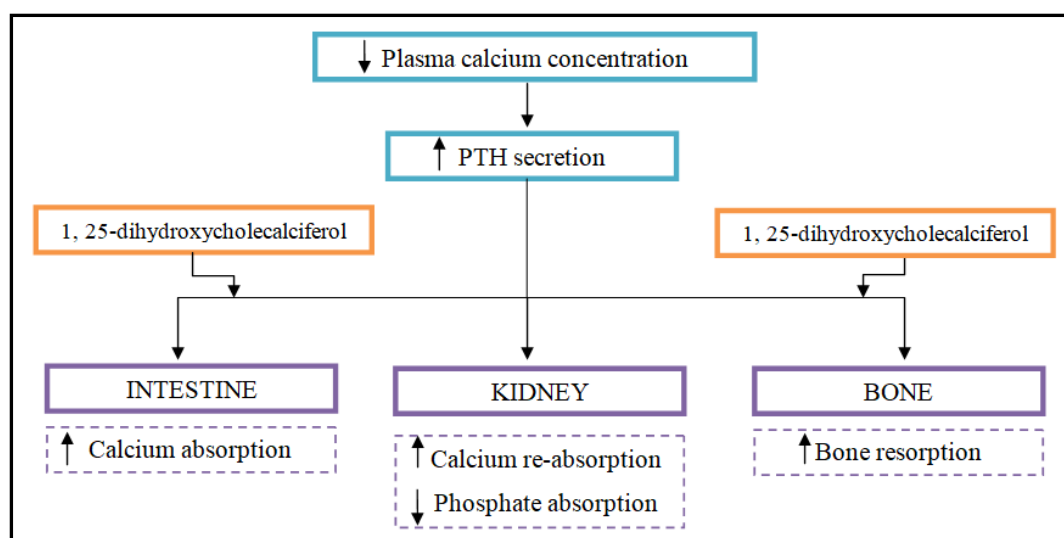 ↓ Plasma calcium concentration
↑ PTH secretion
1, 25-dihydroxycholecalciferol
1, 25-dihydroxycholecalciferol
INTESTINE
KIDNEY
BONE
↑ Calcium absorption
↑ Calcium re-absorption
↓ Phosphate absorption
↑ Bone resorption